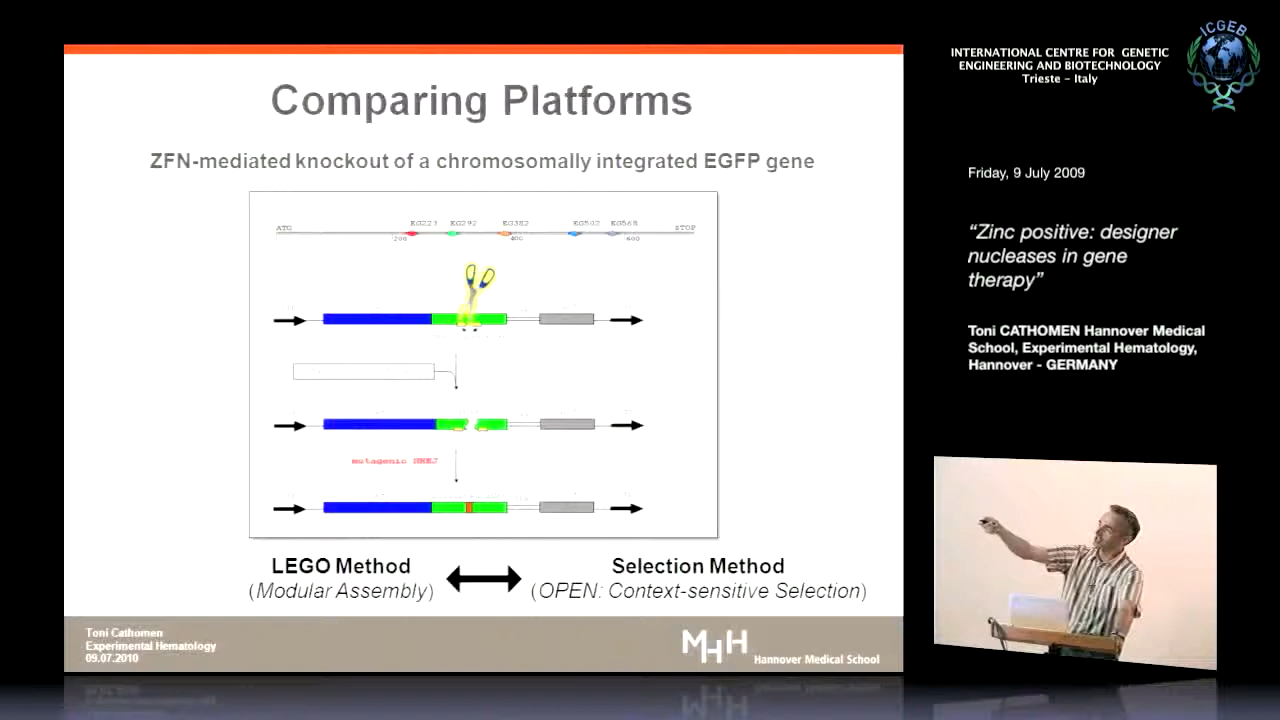 Comparing Platforms
ZFN-mediated knockout of a chromosomally integrated EGFP gene
EG223 EG292 EG382 EG502 EG568
ATG STOP
200 400 600
mutagenic NHEJ
LEGO Method
(Modular Assembly)
Selection Method
(OPEN: Context-sensitive Selection)
Toni Cathomen
Experimental Hematology
09.07.2010
MHH Hannover Medical School
INTERNATIONAL CENTRE FOR GENETIC
ENGINEERING AND BIOTECHNOLOGY
Trieste – Italy
ICGEB
Friday, 9 July 2009
“Zinc positive: designer
nucleases in gene
therapy”
Toni CATHOMEN Hannover Medical
School, Experimental Hematology,
Hannover - GERMANY